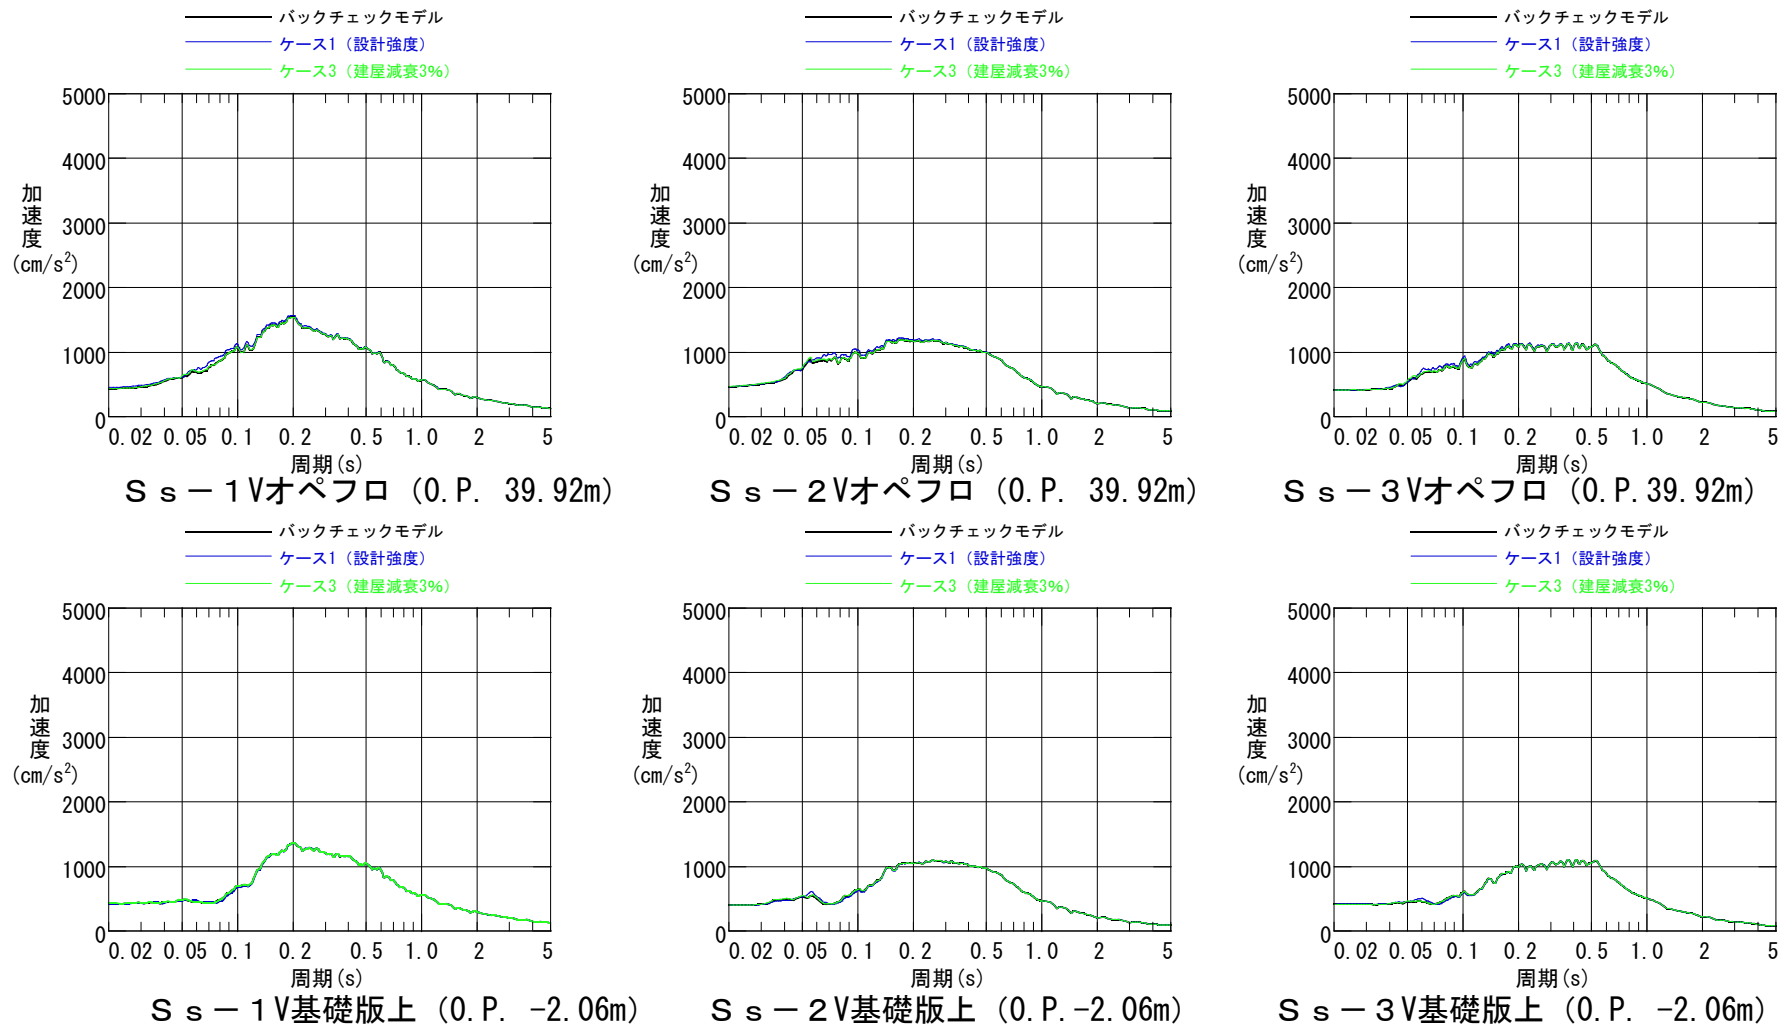 バックチェックモデル
ケース1（設計強度）
ケース3（建屋減衰3%）
5000
4000
3000
2000
1000
0
加速度
(cm/s²)
0.02 0.05 0.1 0.2 0.5 1.0 2 5
周期(s)
Ｓｓ－１Vオペフロ（O.P. 39.92m）
バックチェックモデル
ケース1（設計強度）
ケース3（建屋減衰3%）
5000
4000
3000
2000
1000
0
加速度
(cm/s²)
0.02 0.05 0.1 0.2 0.5 1.0 2 5
周期(s)
Ｓｓ－２Vオペフロ（O.P. 39.92m）
バックチェックモデル
ケース1（設計強度）
ケース3（建屋減衰3%）
5000
4000
3000
2000
1000
0
加速度
(cm/s²)
0.02 0.05 0.1 0.2 0.5 1.0 2 5
周期(s)
Ｓｓ－３Vオペフロ（O.P.39.92m）
バックチェックモデル
ケース1（設計強度）
ケース3（建屋減衰3%）
5000
4000
3000
2000
1000
0
加速度
(cm/s²)
0.02 0.05 0.1 0.2 0.5 1.0 2 5
周期(s)
Ｓｓ－１V基礎版上（O.P. -2.06m）
バックチェックモデル
ケース1（設計強度）
ケース3（建屋減衰3%）
5000
4000
3000
2000
1000
0
加速度
(cm/s²)
0.02 0.05 0.1 0.2 0.5 1.0 2 5
周期(s)
Ｓｓ－２V基礎版上（O.P.-2.06m）
バックチェックモデル
ケース1（設計強度）
ケース3（建屋減衰3%）
5000
4000
3000
2000
1000
0
加速度
(cm/s²)
0.02 0.05 0.1 0.2 0.5 1.0 2 5
周期(s)
Ｓｓ－３V基礎版上（O.P. -2.06m）